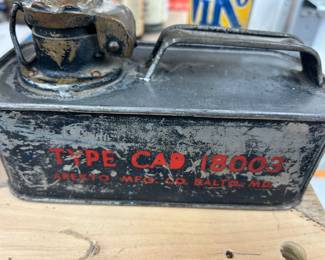 TYPE CAD 18003
MFG. CO. BALTO. MD.